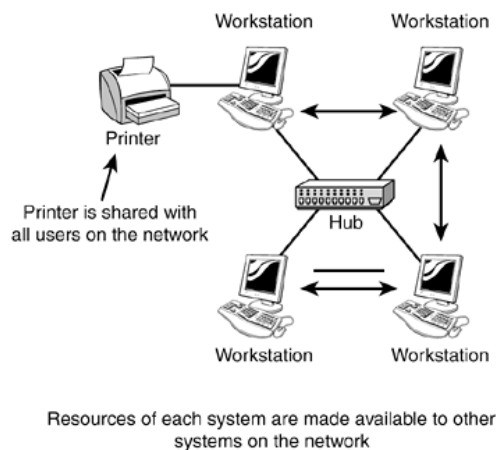 Workstation
Workstation
Printer
Printer is shared with
all users on the network
Hub
Workstation
Workstation
Resources of each system are made available to other
systems on the network